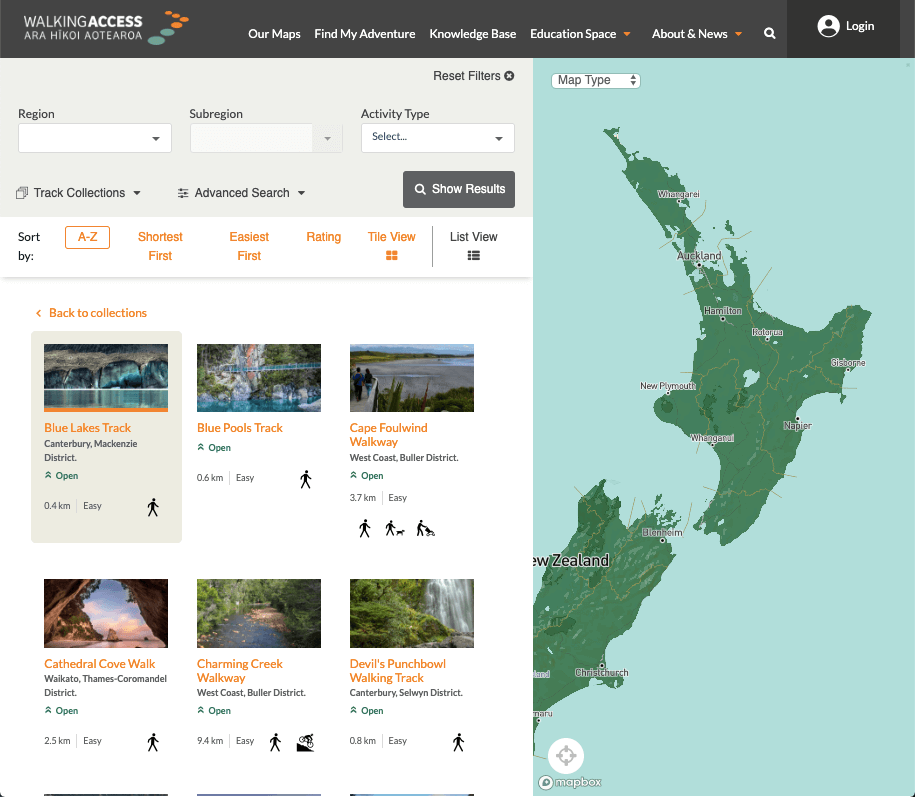 WALKINGACCESS
ARA HĪKOI AOTEAROA
Our Maps
Find My Adventure
Knowledge Base
Education Space
About & News
Login
Reset Filters
Region
Subregion
Activity Type
Select...
Track Collections
Advanced Search
Show Results
Sort by:
A-Z
Shortest First
Easiest First
Rating
Tile View
List View
Back to collections
Blue Lakes Track
Canterbury, Mackenzie
District.
Open
0.4 km
Easy
Blue Pools Track
Open
0.6 km
Easy
Cape Foulwind
Walkway
West Coast, Buller District.
Open
3.7 km
Easy
Cathedral Cove Walk
Waikato, Thames-Coromandel
District.
Open
2.5 km
Easy
Charming Creek
Walkway
West Coast, Buller District.
Open
9.4 km
Easy
Devil's Punchbowl
Walking Track
Canterbury, Selwyn District.
Open
0.8 km
Easy
Map Type
Whangarei
Auckland
Hamilton
Rotorua
Gisborne
New Plymouth
Napier
Whanganui
Blenheim
ew Zealand
land
Christchurch
maru
mapbox